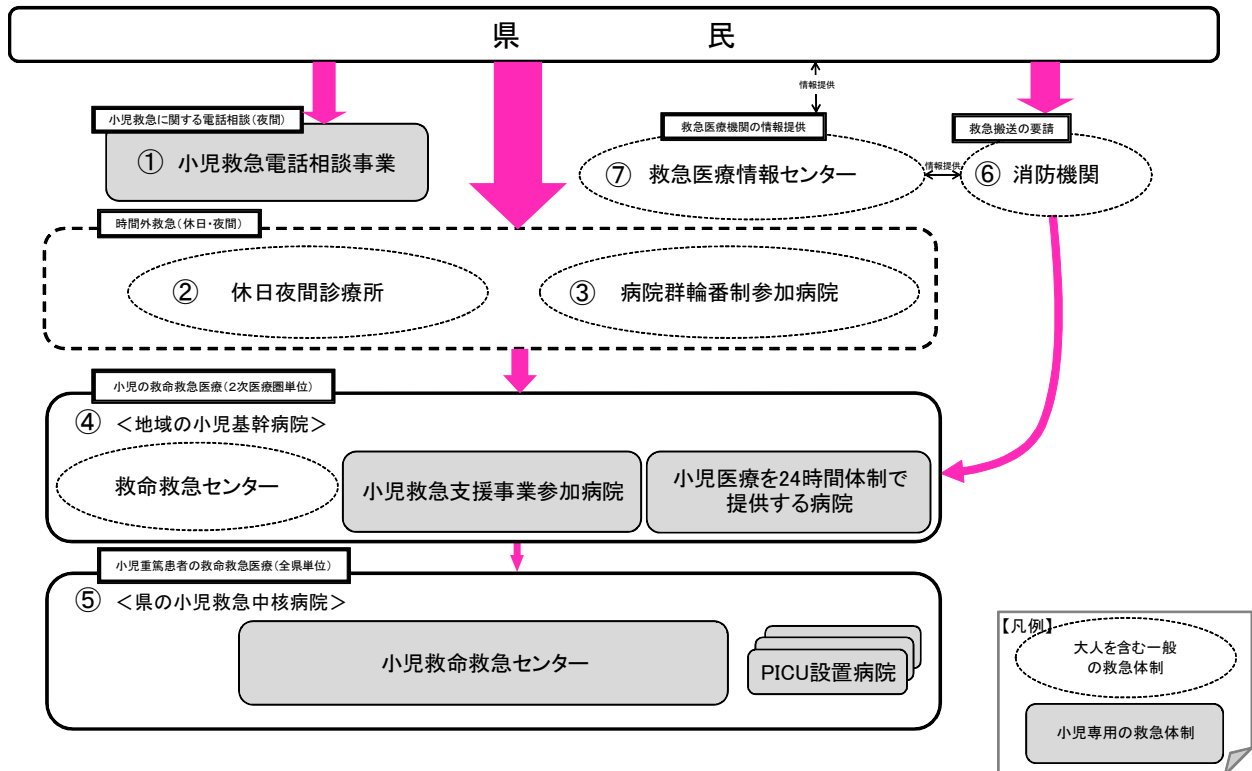 県 民
情報提供
小児救急に関する電話相談(夜間)
① 小児救急電話相談事業
救急医療機関の情報提供
⑦ 救急医療情報センター
情報提供
救急搬送の要請
⑥ 消防機関
時間外救急(休日・夜間)
② 休日夜間診療所
③ 病院群輪番制参加病院
小児の救命救急医療(2次医療圏単位)
④ <地域の小児基幹病院>
救命救急センター
小児救急支援事業参加病院
小児医療を24時間体制で
提供する病院
小児重篤患者の救命救急医療(全県単位)
⑤ <県の小児救急中核病院>
小児救命救急センター
PICU設置病院
【凡例】
大人を含む一般
の救急体制
小児専用の救急体制